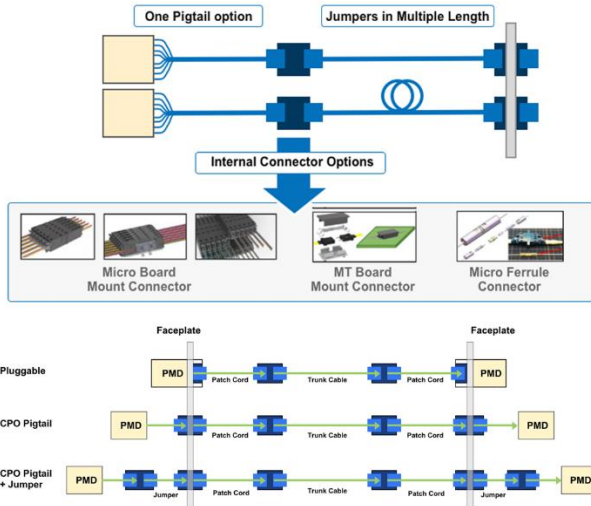 One Pigtail option
Jumpers in Multiple Length
Internal Connector Options
Micro Board
Mount Connector
MT Board
Mount Connector
Micro Ferrule
Connector
Faceplate
Faceplate
Pluggable
PMD
Patch Cord
Trunk Cable
Patch Cord
PMD
CPO Pigtail
PMD
Patch Cord
Trunk Cable
Patch Cord
PMD
CPO Pigtail
+ Jumper
PMD
Jumper
Patch Cord
Trunk Cable
Patch Cord
Jumper
PMD